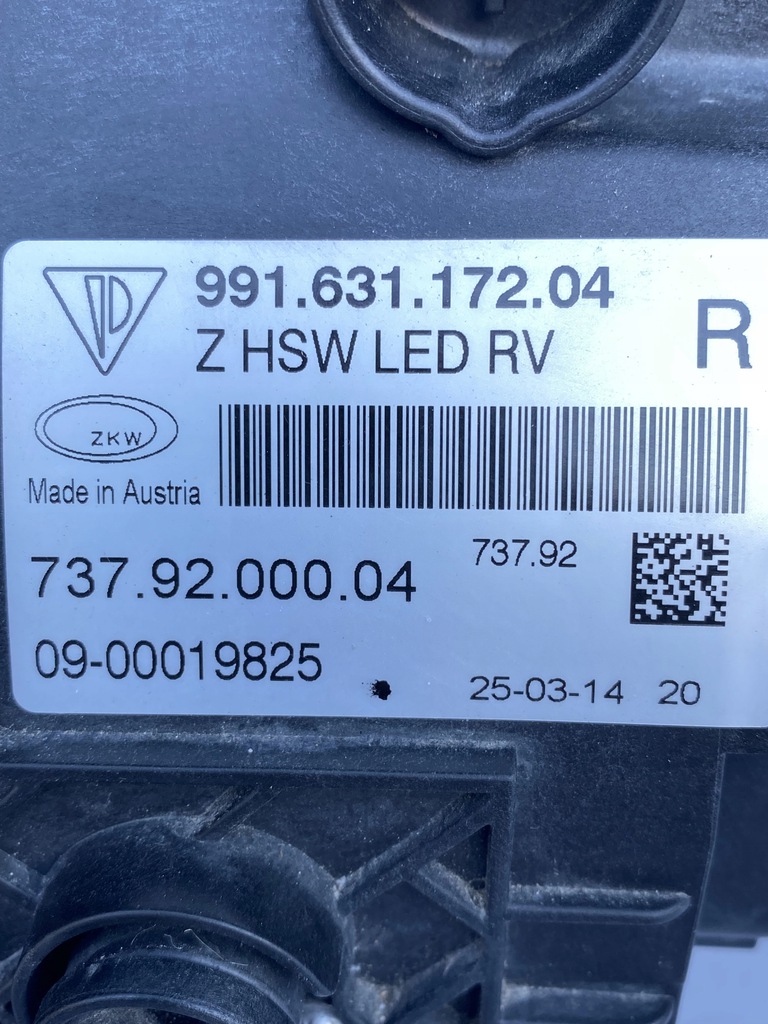 991.631.172.04
Z HSW LED RV
R
ZKW
Made in Austria
737.92.000.04
737.92
09-00019825
25-03-14 20